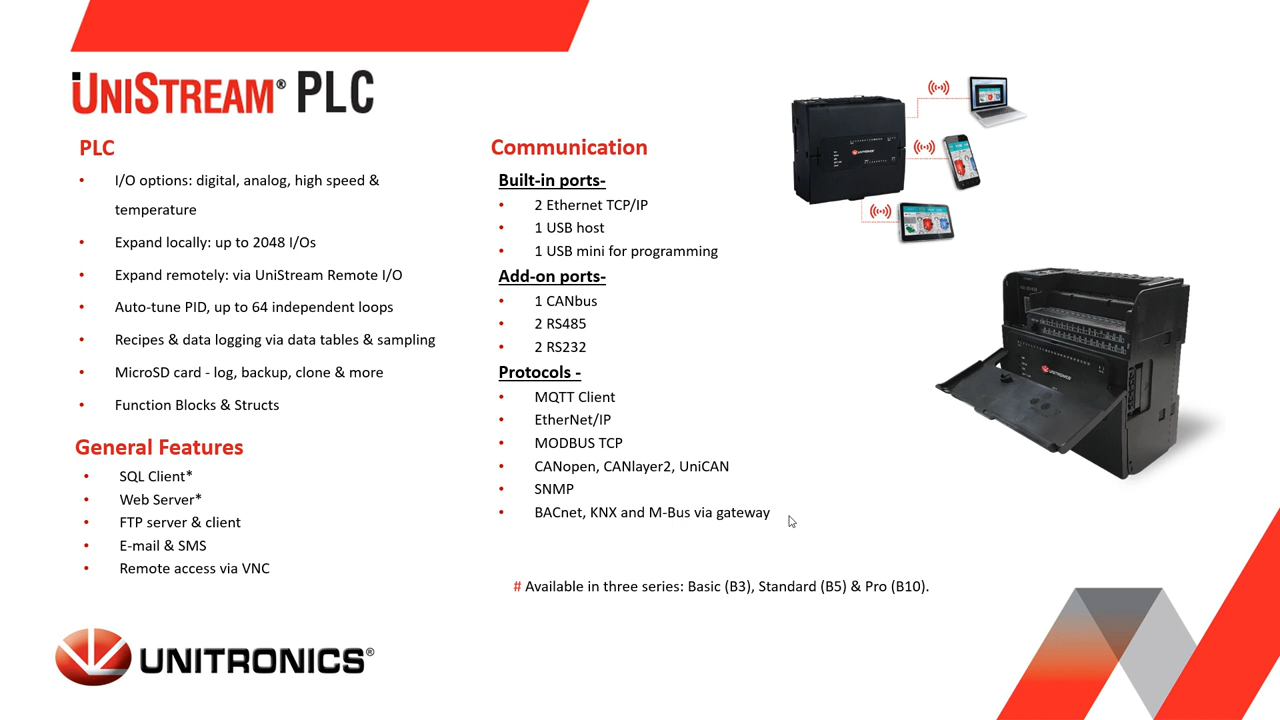 UNISTREAM® PLC
PLC
• I/O options: digital, analog, high speed &
temperature
• Expand locally: up to 2048 I/Os
• Expand remotely: via UniStream Remote I/O
• Auto-tune PID, up to 64 independent loops
• Recipes & data logging via data tables & sampling
• MicroSD card - log, backup, clone & more
• Function Blocks & Structs
General Features
• SQL Client*
• Web Server*
• FTP server & client
• E-mail & SMS
• Remote access via VNC
Communication
Built-in ports-
• 2 Ethernet TCP/IP
• 1 USB host
• 1 USB mini for programming
Add-on ports-
• 1 CANbus
• 2 RS485
• 2 RS232
Protocols -
• MQTT Client
• EtherNet/IP
• MODBUS TCP
• CANopen, CANlayer2, UniCAN
• SNMP
• BACnet, KNX and M-Bus via gateway
# Available in three series: Basic (B3), Standard (B5) & Pro (B10).
UNITRONICS
UNITRONICS
UNITRONICS®